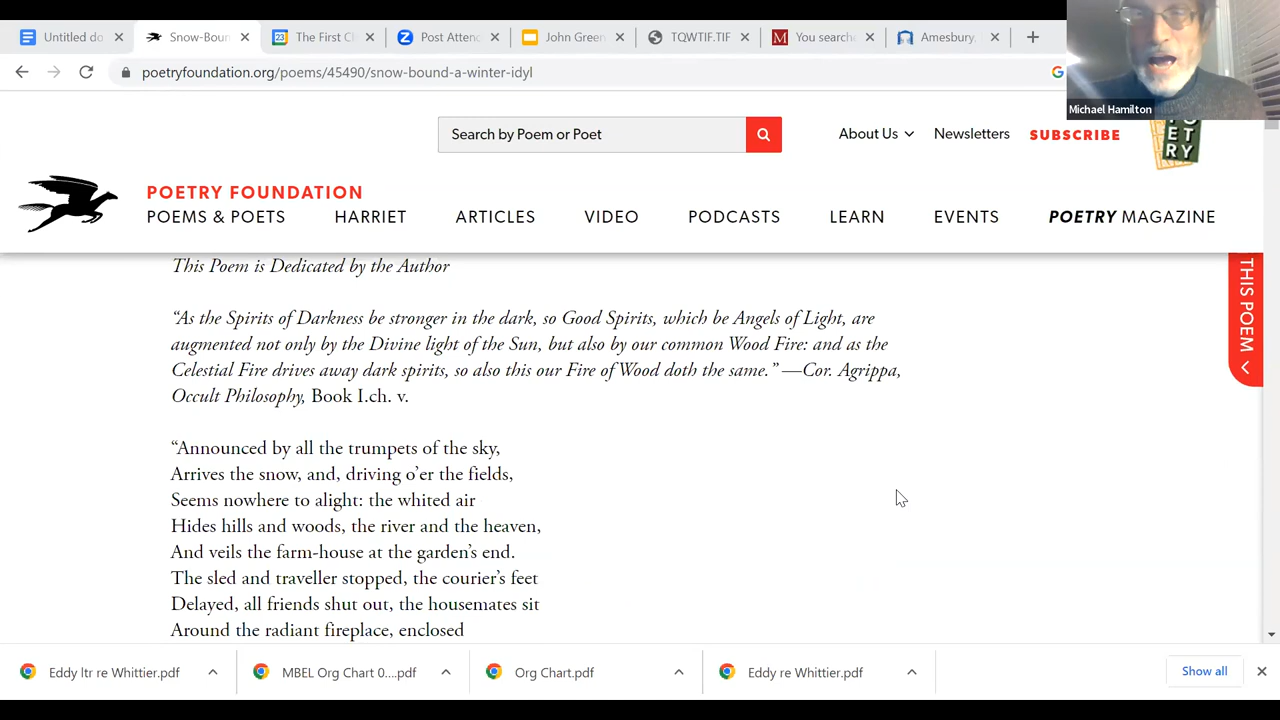 Untitled do
Snow-Boun
The First Cl
Post Attend
John Green
TQWTIF.TIF
You searche
Amesbury,
poetryfoundation.org/poems/45490/snow-bound-a-winter-idyl
Michael Hamilton
Search by Poem or Poet
About Us
Newsletters
SUBSCRIBE
ET
RY
POETRY FOUNDATION
POEMS & POETS
HARRIET
ARTICLES
VIDEO
PODCASTS
LEARN
EVENTS
POETRY MAGAZINE
THIS POEM
This Poem is Dedicated by the Author
“As the Spirits of Darkness be stronger in the dark, so Good Spirits, which be Angels of Light, are
augmented not only by the Divine light of the Sun, but also by our common Wood Fire: and as the
Celestial Fire drives away dark spirits, so also this our Fire of Wood doth the same.” —Cor. Agrippa,
Occult Philosophy, Book I.ch. v.
“Announced by all the trumpets of the sky,
Arrives the snow, and, driving o’er the fields,
Seems nowhere to alight: the whited air
Hides hills and woods, the river and the heaven,
And veils the farm-house at the garden’s end.
The sled and traveller stopped, the courier’s feet
Delayed, all friends shut out, the housemates sit
Around the radiant fireplace, enclosed
Eddy ltr re Whittier.pdf
MBEL Org Chart 0....pdf
Org Chart.pdf
Eddy re Whittier.pdf
Show all